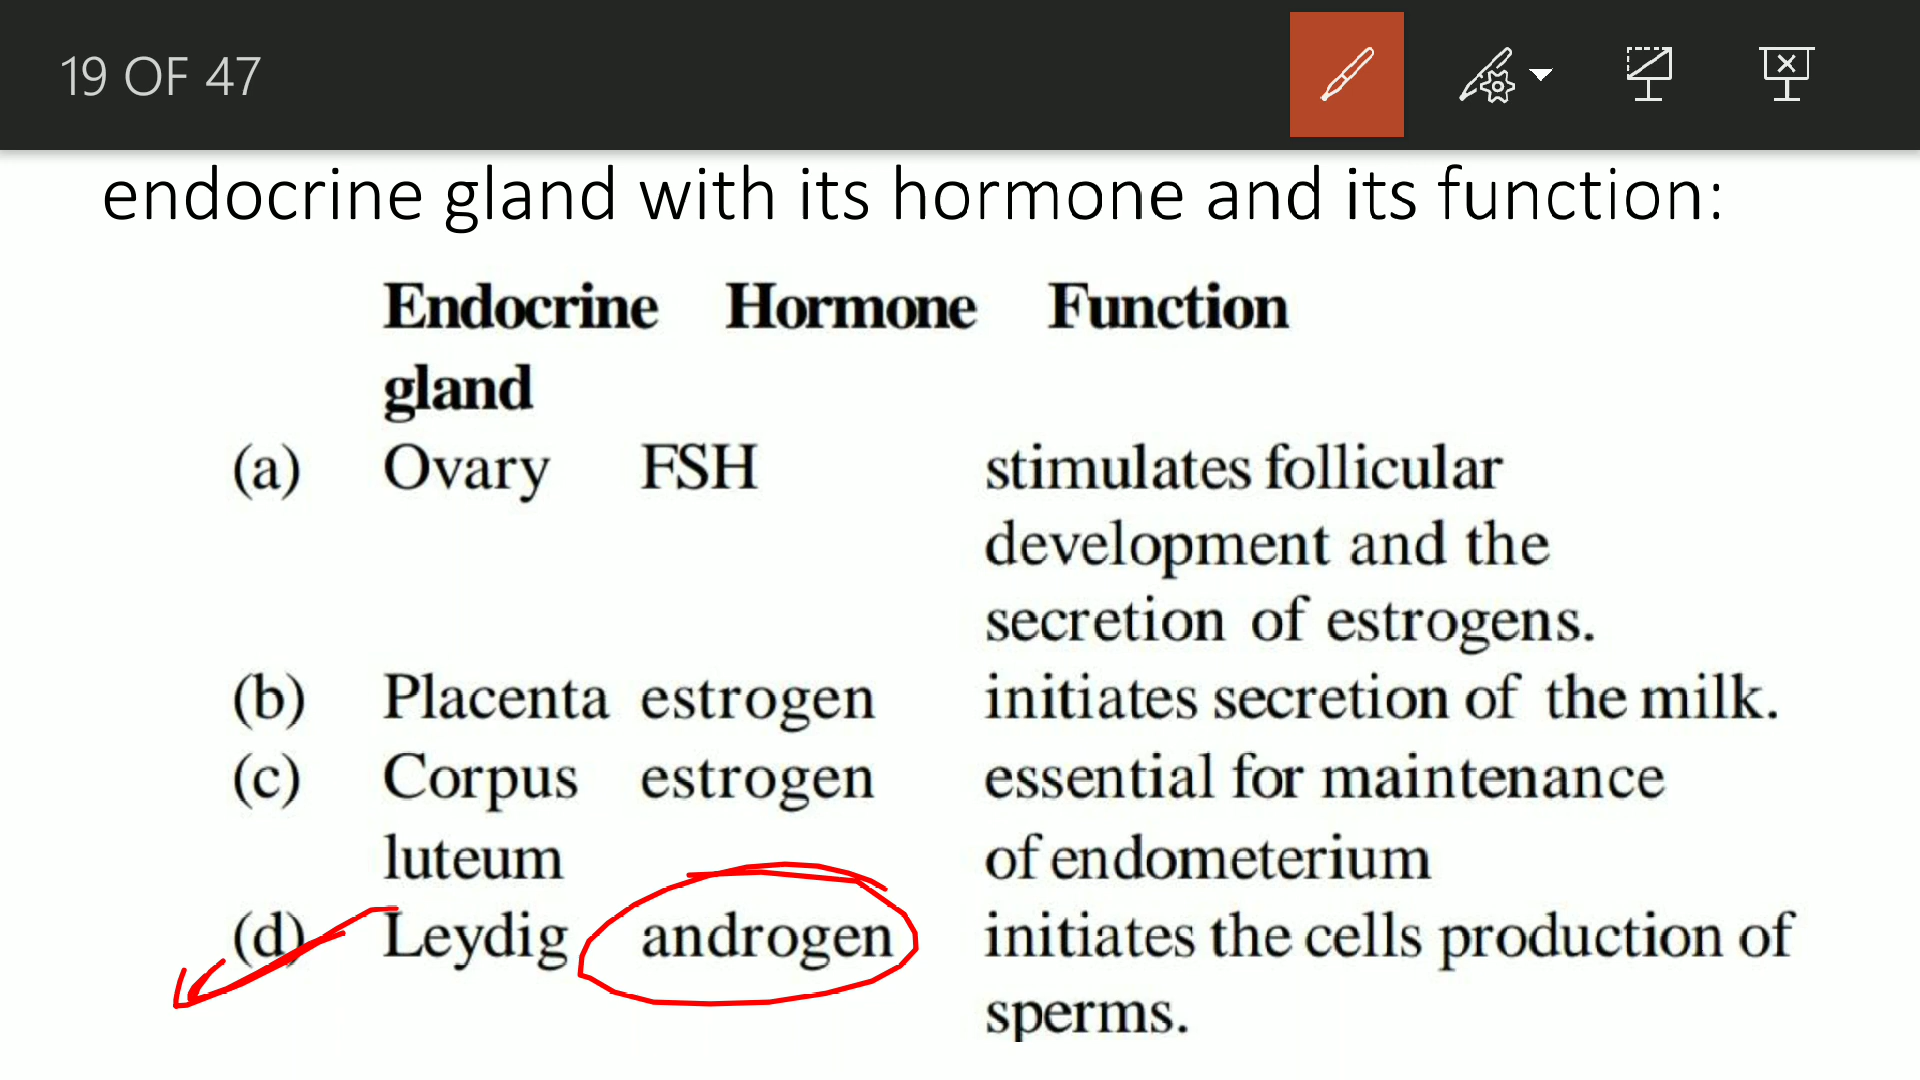 19 OF 47
endocrine gland with its hormone and its function:
Endocrine gland Hormone Function
(a) Ovary FSH stimulates follicular
development and the
secretion of estrogens.
(b) Placenta estrogen initiates secretion of the milk.
(c) Corpus estrogen essential for maintenance
luteum of endometerium
(d) Leydig androgen initiates the cells production of
sperms.